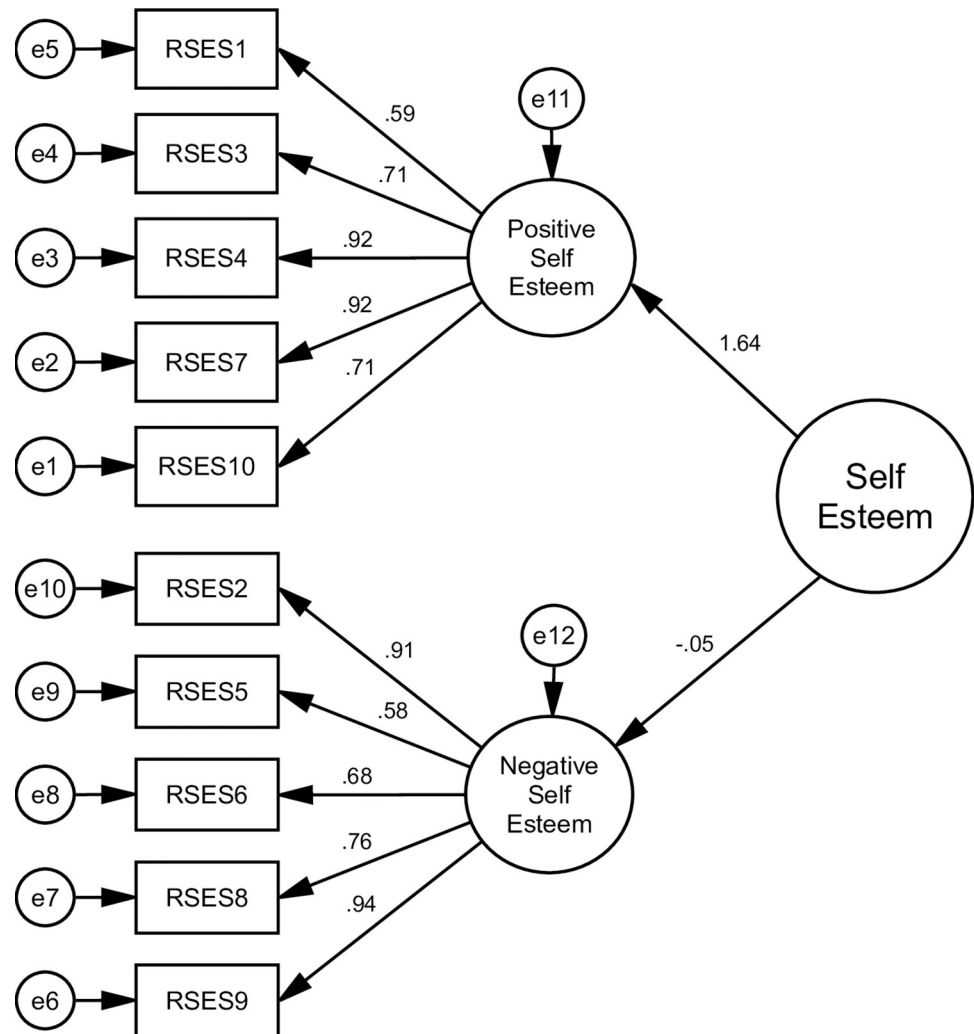 e5
RSES1
.59
e11
e4
RSES3
.71
Positive
Self
Esteem
e3
RSES4
.92
e2
RSES7
.92
1.64
e1
RSES10
.71
Self
Esteem
e10
RSES2
.91
e12
-.05
e9
RSES5
.58
Negative
Self
Esteem
e8
RSES6
.68
e7
RSES8
.76
e6
RSES9
.94